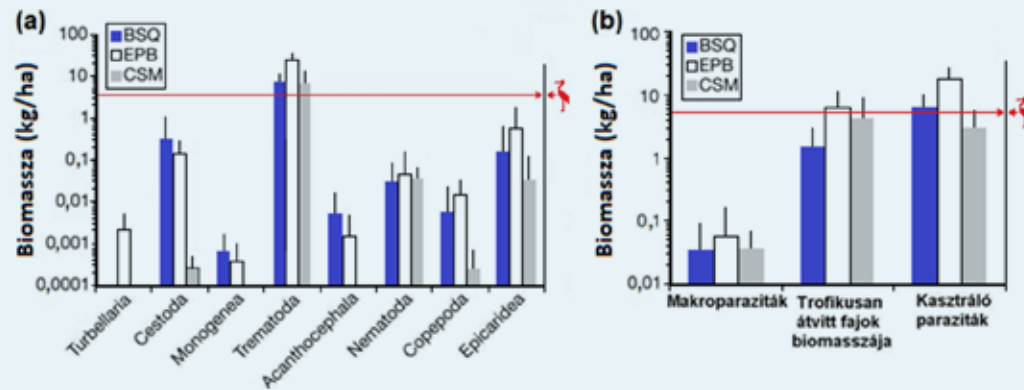 (a)
Biomassza (kg/ha)
100
10
1
0,1
0,01
0,001
0,0001
BSQ
EPB
CSM
Turbellaria
Cestoda
Monogenea
Trematoda
Acanthocephala
Nematoda
Copepoda
Epicaridea
(b)
Biomassza (kg/ha)
100
10
1
0,1
0,01
BSQ
EPB
CSM
Makroparaziták
Trofikusan
átvitt fajok
biomasszája
Kasztráló
paraziták